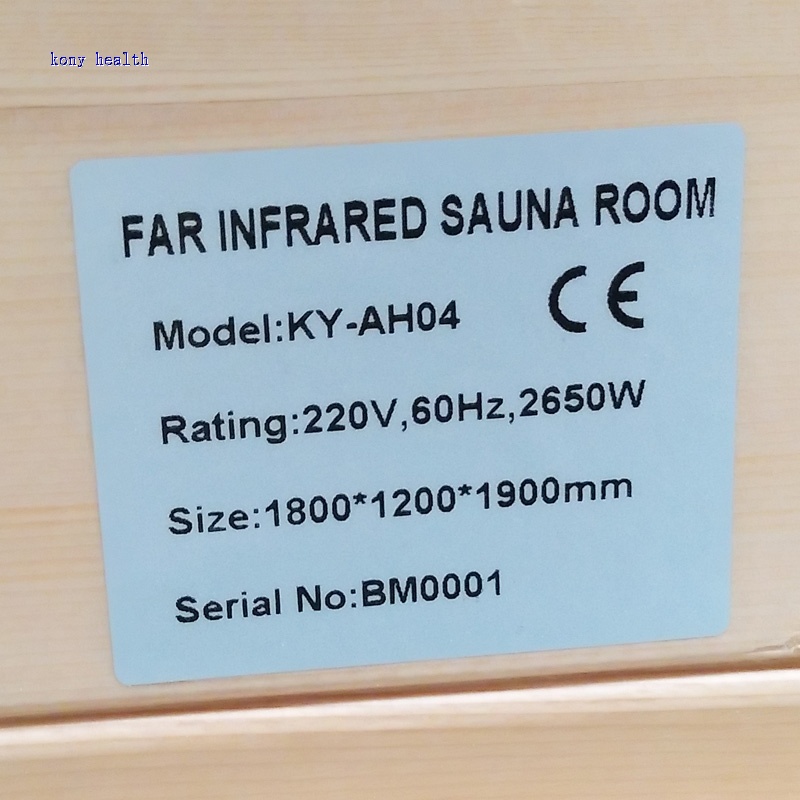 kony health
FAR INFRARED SAUNA ROOM
Model:KY-AH04 CE
Rating:220V,60Hz,2650W
Size:1800*1200*1900mm
Serial No:BM0001